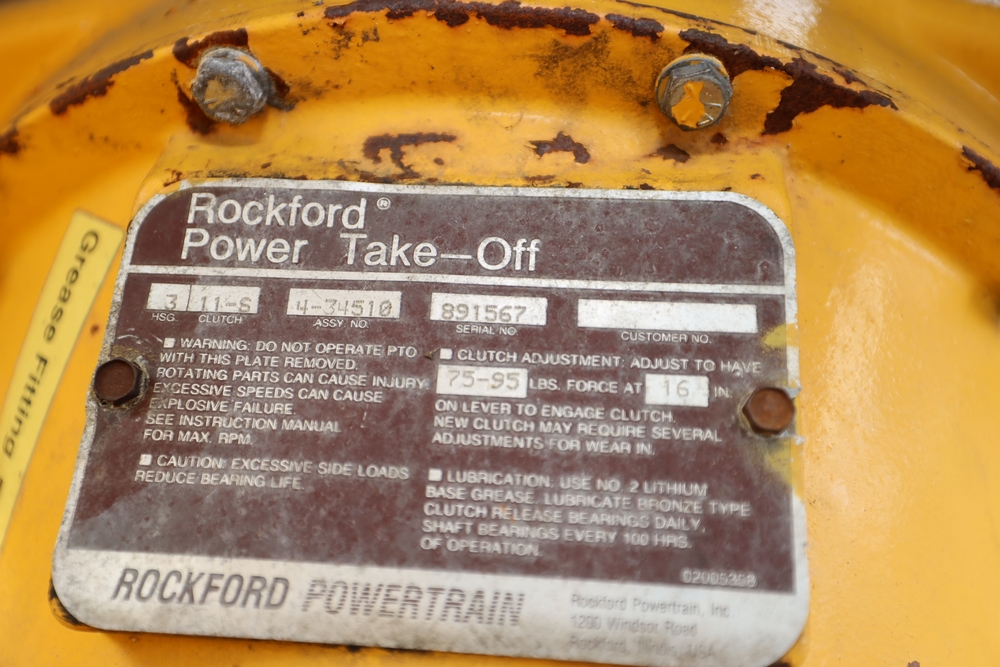 Rockford®
Power Take-Off
3 11-S 4-34510 891567
HSG. CLUTCH ASSY. NO. SERIAL NO. CUSTOMER NO.
■ WARNING: DO NOT OPERATE PTO
WITH THIS PLATE REMOVED.
ROTATING PARTS CAN CAUSE INJURY.
EXCESSIVE SPEEDS CAN CAUSE
EXPLOSIVE FAILURE.
SEE INSTRUCTION MANUAL
FOR MAX. RPM.
■ CAUTION: EXCESSIVE SIDE LOADS
REDUCE BEARING LIFE.
■ CLUTCH ADJUSTMENT: ADJUST TO HAVE
75-95 LBS. FORCE AT 16 IN.
ON LEVER TO ENGAGE CLUTCH.
NEW CLUTCH MAY REQUIRE SEVERAL
ADJUSTMENTS FOR WEAR IN.
■ LUBRICATION: USE NO. 2 LITHIUM
BASE GREASE. LUBRICATE BRONZE TYPE
CLUTCH RELEASE BEARINGS DAILY,
SHAFT BEARINGS EVERY 100 HRS.
OF OPERATION.
02005358
ROCKFORD POWERTRAIN
Rockford Powertrain, Inc.
1200 Windsor Road
Rockford, Illinois, USA
Grease Fitting